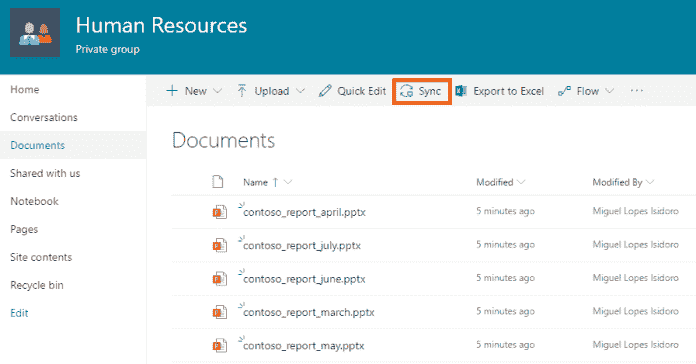 Human Resources
Private group
Home
Conversations
Documents
Shared with us
Notebook
Pages
Site contents
Recycle bin
Edit
+ New Upload Quick Edit Sync Export to Excel Flow ...
Documents
Name ↑ Modified Modified By
contoso_report_april.pptx 5 minutes ago Miguel Lopes Isidoro
contoso_report_july.pptx 5 minutes ago Miguel Lopes Isidoro
contoso_report_june.pptx 5 minutes ago Miguel Lopes Isidoro
contoso_report_march.pptx 5 minutes ago Miguel Lopes Isidoro
contoso_report_may.pptx 5 minutes ago Miguel Lopes Isidoro